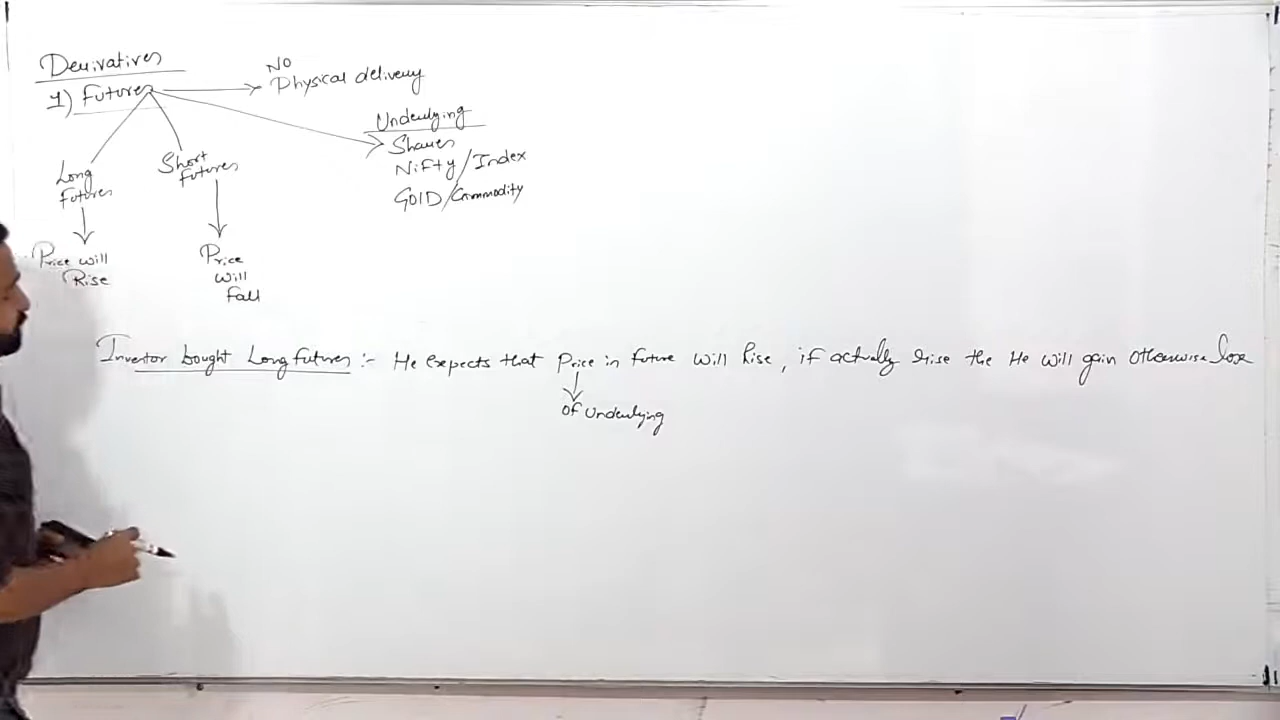 Derivatives
1) Futures
NO
Physical delivery
Underlying
Shares
Nifty/Index
GOlD/Commodity
Long
Futures
Short
Futures
Price will
Rise
Price
will
fall
Investor bought Long futures :- He expects that Price in future will Rise, if actually rise the He will gain otherwise lose
of underlying